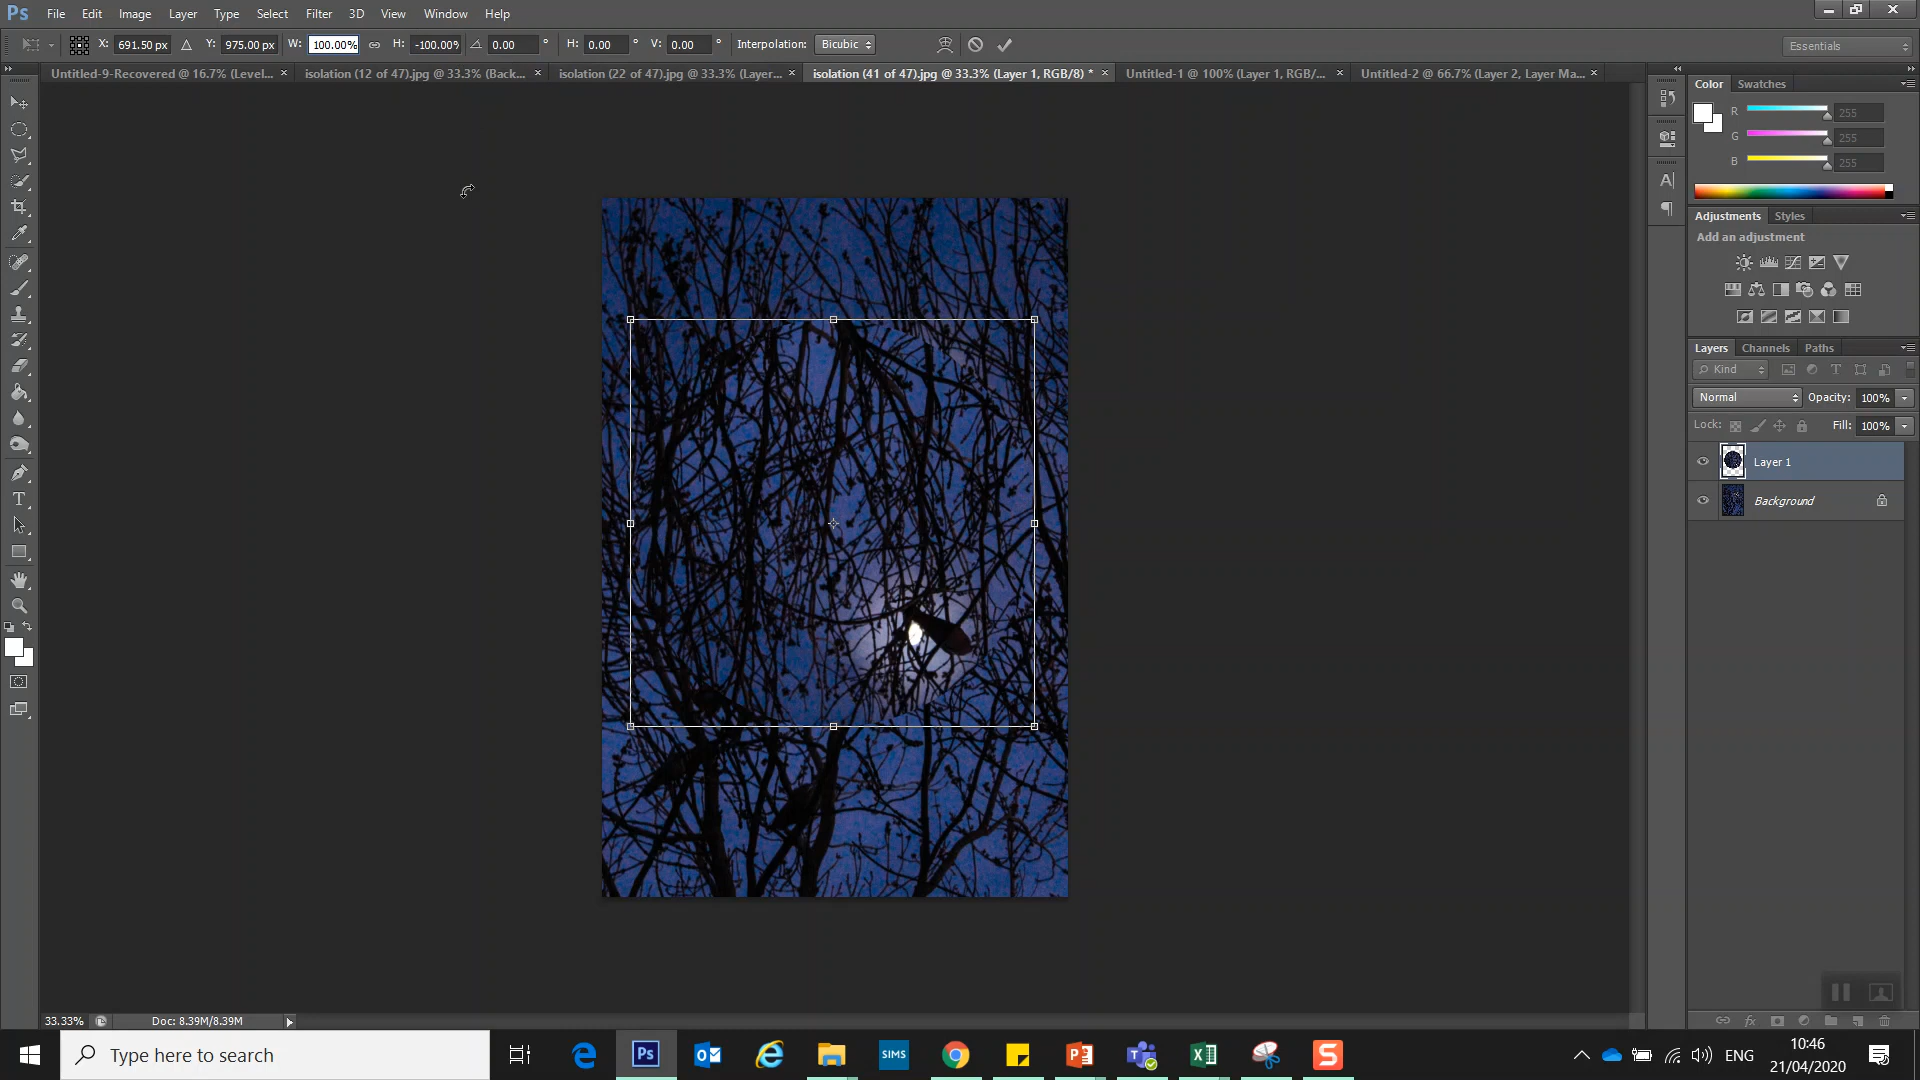 Ps File Edit Image Layer Type Select Filter 3D View Window Help
X: 691.50 px Y: 975.00 px W: 100.00% H: -100.00% 0.00 ° H: 0.00 ° V: 0.00 ° Interpolation: Bicubic Essentials
Untitled-9-Recovered @ 16.7% (Level... × isolation (12 of 47).jpg @ 33.3% (Back... × isolation (22 of 47).jpg @ 33.3% (Layer... × isolation (41 of 47).jpg @ 33.3% (Layer 1, RGB/8) * × Untitled-1 @ 100% (Layer 1, RGB/... × Untitled-2 @ 66.7% (Layer 2, Layer Ma... ×
Color Swatches
R 255
G 255
B 255
Adjustments Styles
Add an adjustment
Layers Channels Paths
Kind
Normal Opacity: 100%
Lock: Fill: 100%
Layer 1
Background
33.33% Doc: 8.39M/8.39M
Type here to search Ps SIMS ENG 10:46
21/04/2020